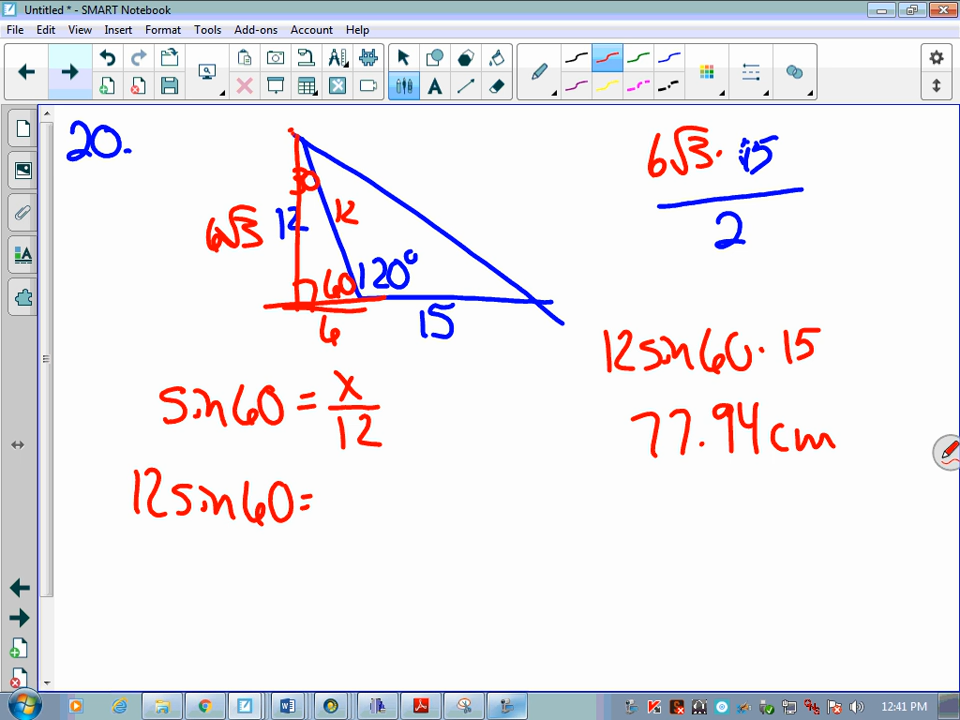 Untitled * - SMART Notebook
File Edit View Insert Format Tools Add-ons Account Help
20.
6√3 · 15
2
30
6√3
12
12
60
120°
6
15
sin60 = x
12
12sin60 =
12sin60 · 15
77.94cm
12:41 PM